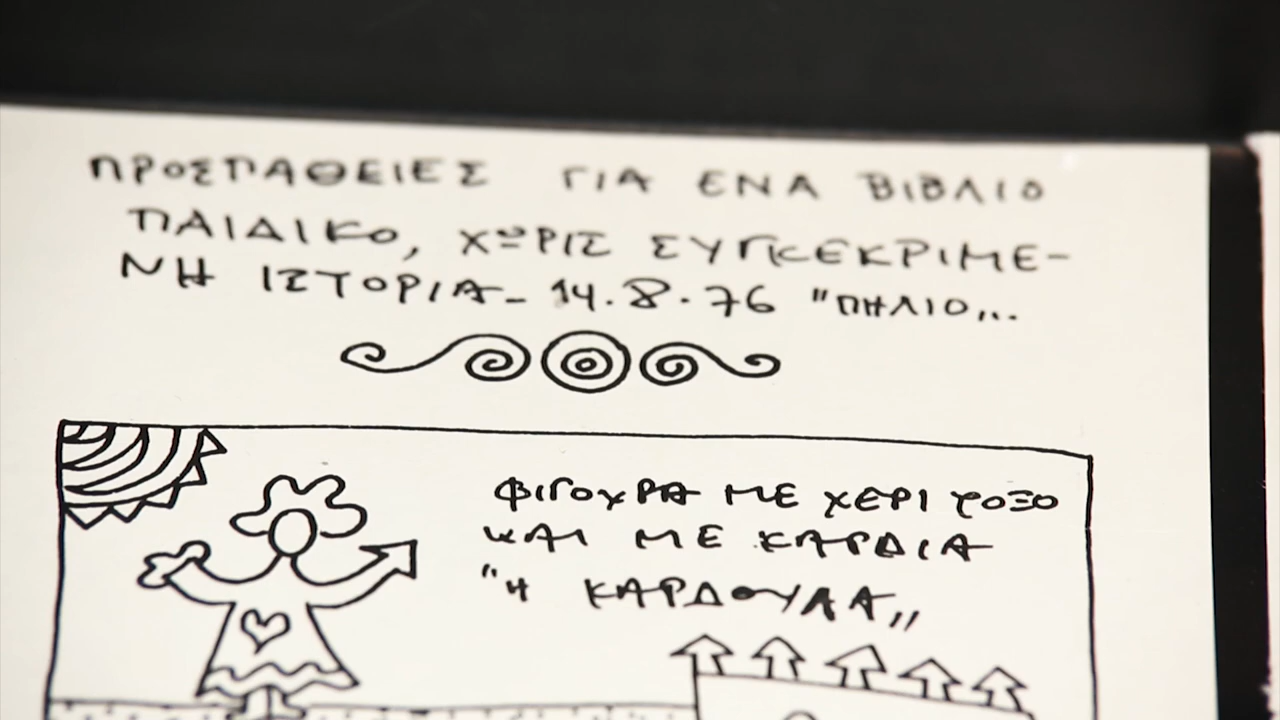 ΠΡΟΣΠΑΘΕΙΕΣ ΓΙΑ ΕΝΑ ΒΙΒΛΙΟ
ΠΑΙΔΙΚΟ, ΧΩΡΙΣ ΣΥΓΚΕΚΡΙΜΕ-
ΝΗ ΙΣΤΟΡΙΑ- 14.8.76 "ΠΗΛΙΟ,,.
ΦΙΓΟΥΡΑ ΜΕ ΧΕΡΙ ΤΟΞΟ
ΚΑΙ ΜΕ ΚΑΡΔΙΑ
"Η ΚΑΡΔΟΥΛΑ,,